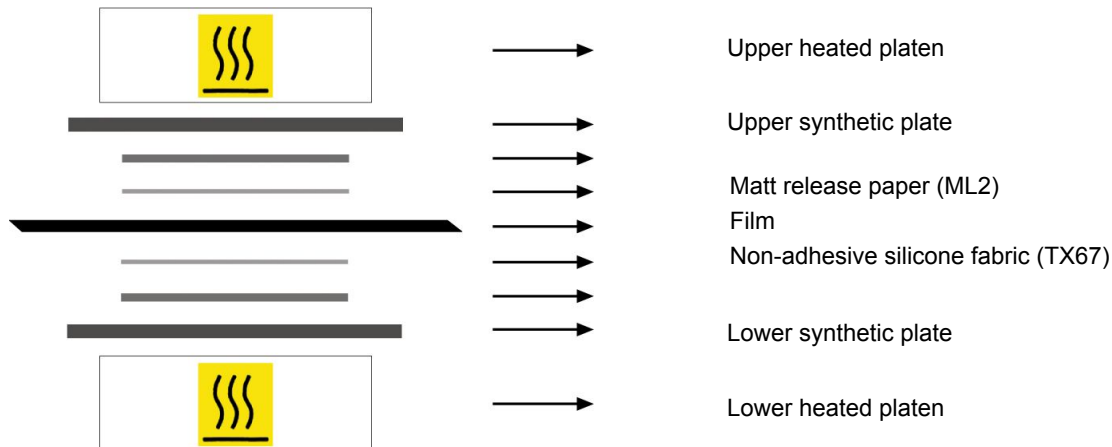 Upper heated platen
Upper synthetic plate
Matt release paper (ML2)
Film
Non-adhesive silicone fabric (TX67)
Lower synthetic plate
Lower heated platen